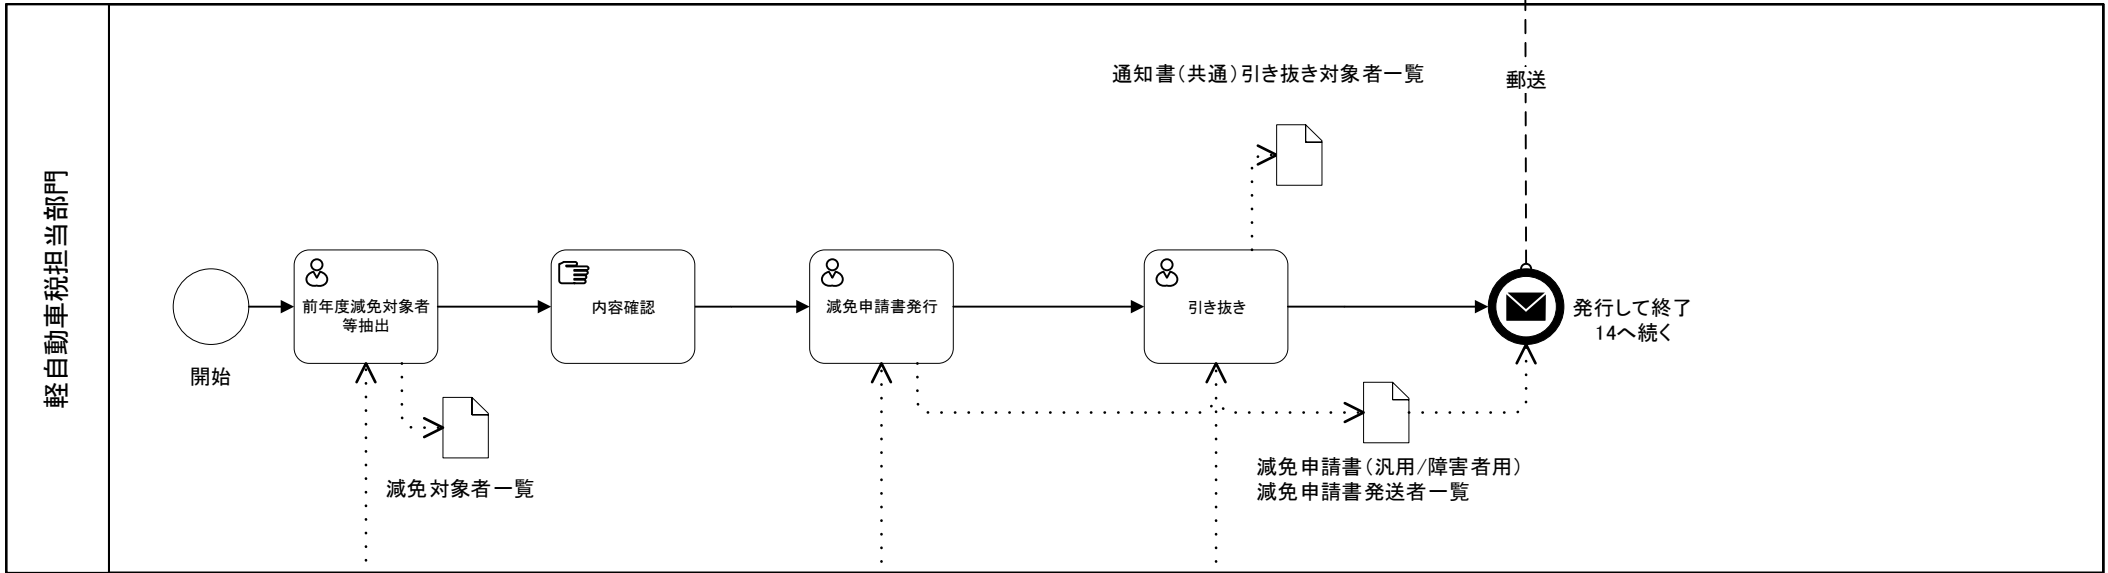 軽自動車税担当部門
通知書（共通）引き抜き対象者一覧
郵送
開始
前年度減免対象者
等抽出
内容確認
減免申請書発行
引き抜き
発行して終了
14へ続く
減免対象者一覧
減免申請書（汎用/障害者用）
減免申請書発送者一覧